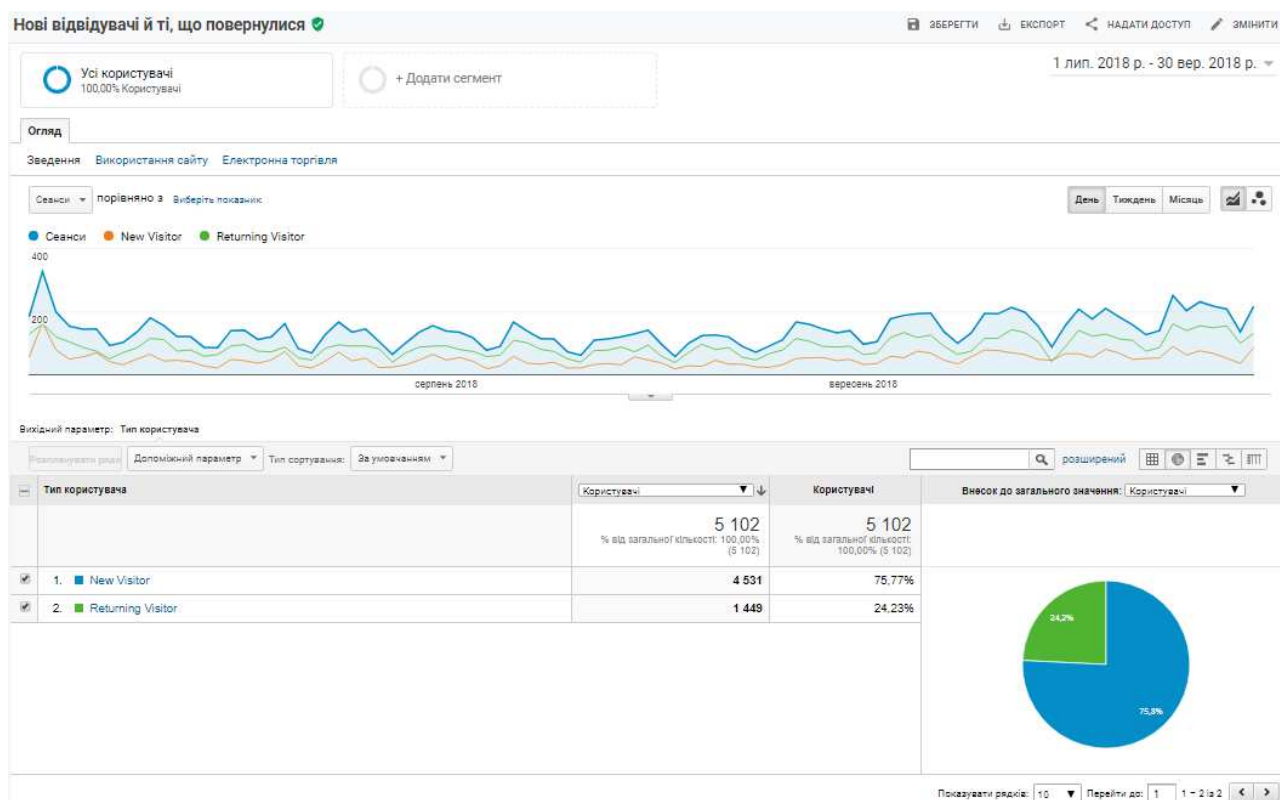 Нові відвідувачі й ті, що повернулися
ЗБЕРЕГТИ ЕКСПОРТ НАДАТИ ДОСТУП ЗМІНИТИ
1 лип. 2018 р. - 30 вер. 2018 р.
Усі користувачі
100,00% Користувачі
+ Додати сегмент
Огляд
Зведення Використання сайту Електронна торгівля
Сеанси порівняно з Виберіть показник
День Тиждень Місяць
Сеанси New Visitor Returning Visitor
400
200
серпень 2018 вересень 2018
Вихідний параметр: Тип користувача
Допоміжний параметр Тип сортування: За умовчанням розширений
Тип користувача Користувачі Користувачі Внесок до загального значення: Користувачі
5 102 5 102
% від загальної кількості: 100,00% % від загальної кількості:
(5 102) 100,00% (5 102)
1. New Visitor 4 531 75,77%
2. Returning Visitor 1 449 24,23%
24,2%
75,8%
Показувати рядків: 10 Перейти до: 1 1 – 2 із 2